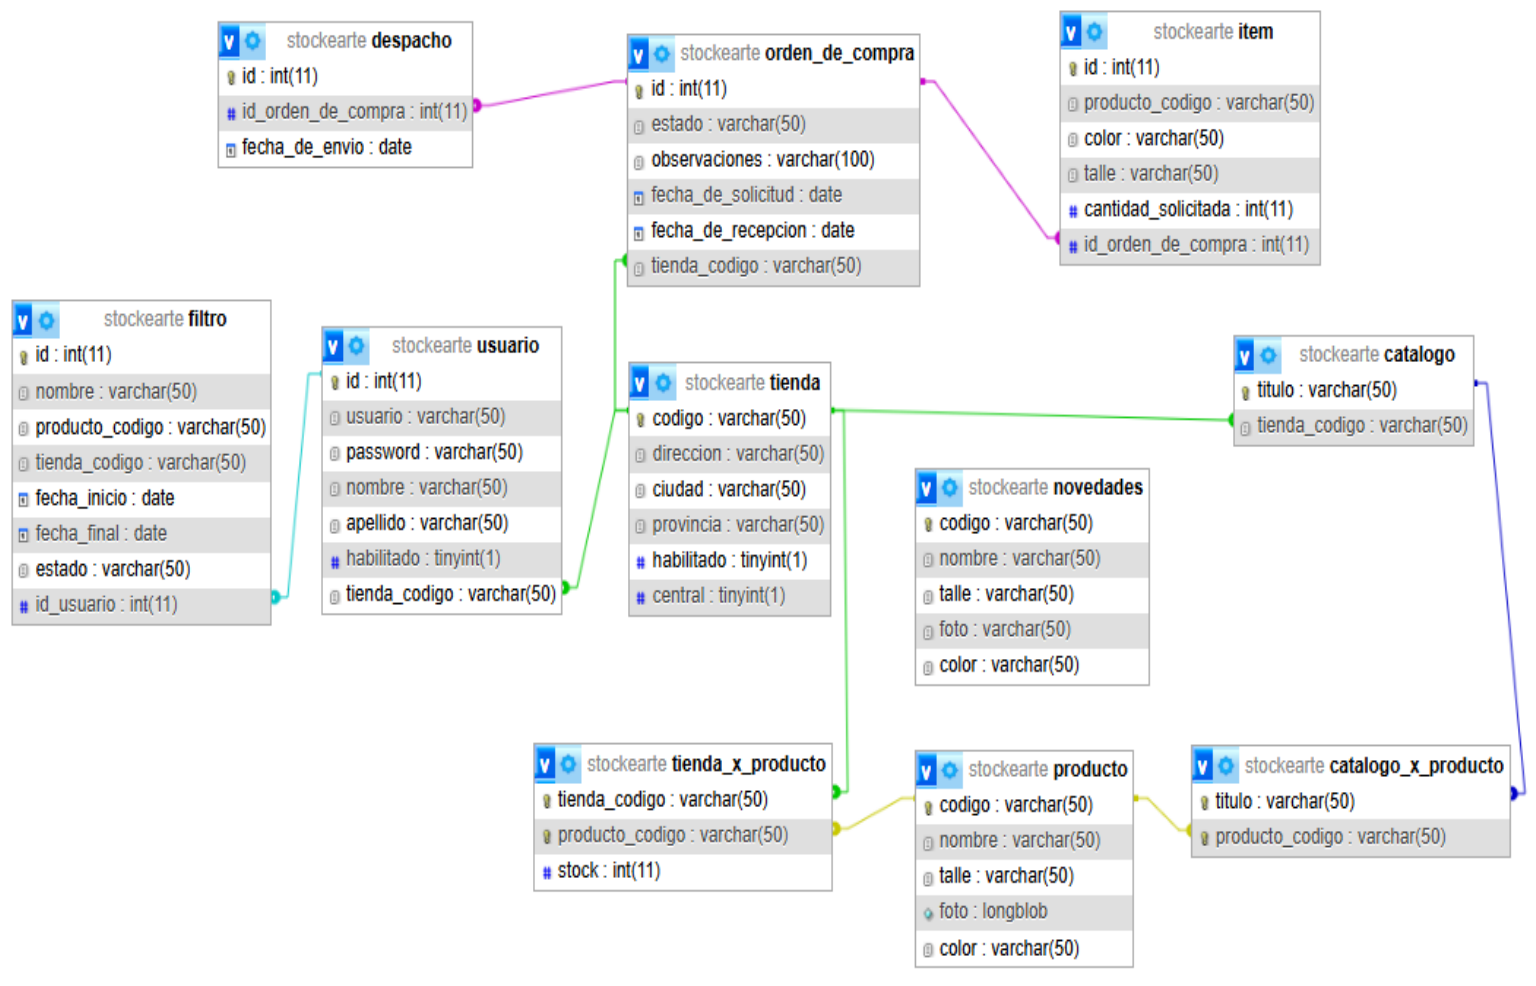 stockearte despacho
id : int(11)
id_orden_de_compra : int(11)
fecha_de_envio : date
stockearte orden_de_compra
id : int(11)
estado : varchar(50)
observaciones : varchar(100)
fecha_de_solicitud : date
fecha_de_recepcion : date
tienda_codigo : varchar(50)
stockearte item
id : int(11)
producto_codigo : varchar(50)
color : varchar(50)
talle : varchar(50)
cantidad_solicitada : int(11)
id_orden_de_compra : int(11)
stockearte filtro
id : int(11)
nombre : varchar(50)
producto_codigo : varchar(50)
tienda_codigo : varchar(50)
fecha_inicio : date
fecha_final : date
estado : varchar(50)
id_usuario : int(11)
stockearte usuario
id : int(11)
usuario : varchar(50)
password : varchar(50)
nombre : varchar(50)
apellido : varchar(50)
habilitado : tinyint(1)
tienda_codigo : varchar(50)
stockearte tienda
codigo : varchar(50)
direccion : varchar(50)
ciudad : varchar(50)
provincia : varchar(50)
habilitado : tinyint(1)
central : tinyint(1)
stockearte catalogo
titulo : varchar(50)
tienda_codigo : varchar(50)
stockearte novedades
codigo : varchar(50)
nombre : varchar(50)
talle : varchar(50)
foto : varchar(50)
color : varchar(50)
stockearte tienda_x_producto
tienda_codigo : varchar(50)
producto_codigo : varchar(50)
stock : int(11)
stockearte producto
codigo : varchar(50)
nombre : varchar(50)
talle : varchar(50)
foto : longblob
color : varchar(50)
stockearte catalogo_x_producto
titulo : varchar(50)
producto_codigo : varchar(50)